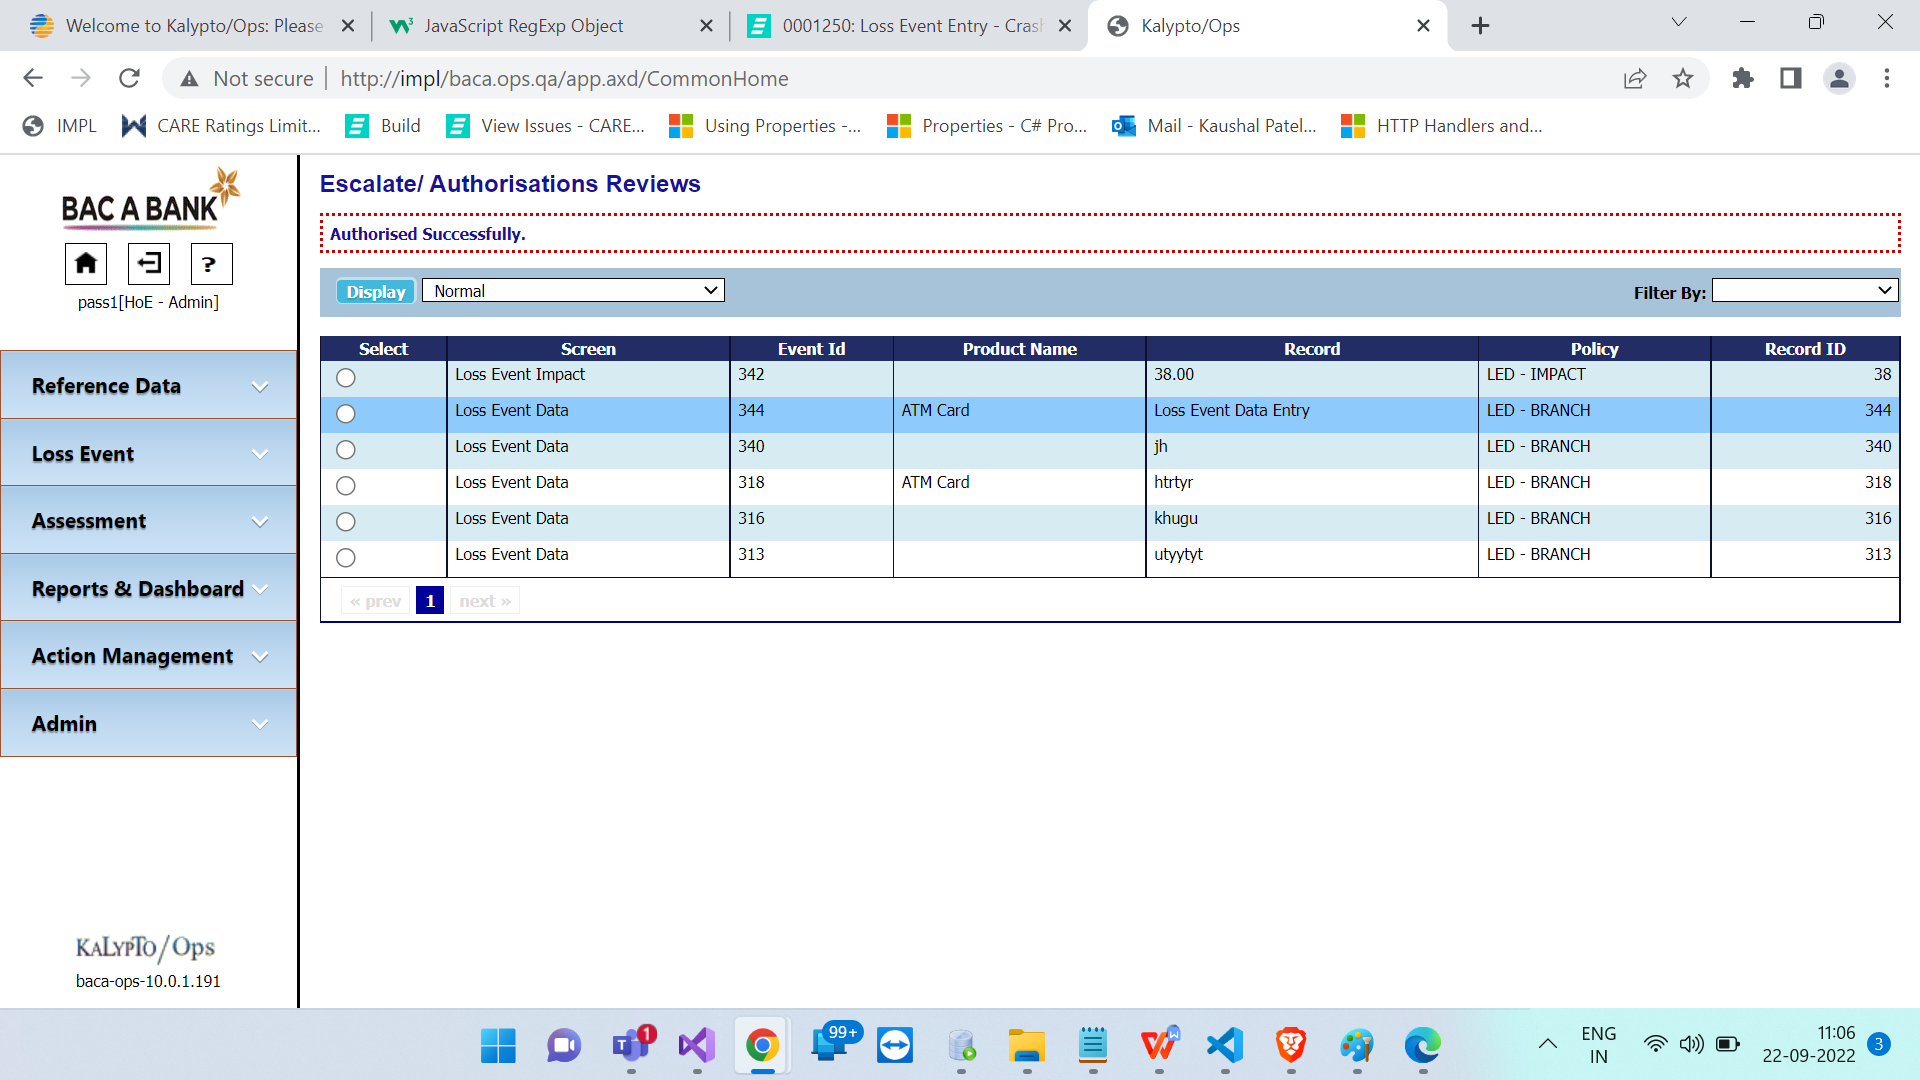 Welcome to Kalypto/Ops: Please
JavaScript RegExp Object
0001250: Loss Event Entry - Crash
Kalypto/Ops
Not secure | http://impl/baca.ops.qa/app.axd/CommonHome
IMPL
CARE Ratings Limit...
Build
View Issues - CARE...
Using Properties -...
Properties - C# Pro...
Mail - Kaushal Patel...
HTTP Handlers and...
BAC A BANK
?
pass1[HoE - Admin]
Reference Data
Loss Event
Assessment
Reports & Dashboard
Action Management
Admin
KALYPTO/Ops
baca-ops-10.0.1.191
Escalate/ Authorisations Reviews
Authorised Successfully.
Display Normal Filter By:
Select Screen Event Id Product Name Record Policy Record ID
Loss Event Impact 342 38.00 LED - IMPACT 38
Loss Event Data 344 ATM Card Loss Event Data Entry LED - BRANCH 344
Loss Event Data 340 jh LED - BRANCH 340
Loss Event Data 318 ATM Card htrtyr LED - BRANCH 318
Loss Event Data 316 khugu LED - BRANCH 316
Loss Event Data 313 utyytyt LED - BRANCH 313
« prev 1 next »
1
99+
ENG
IN
11:06
22-09-2022
3